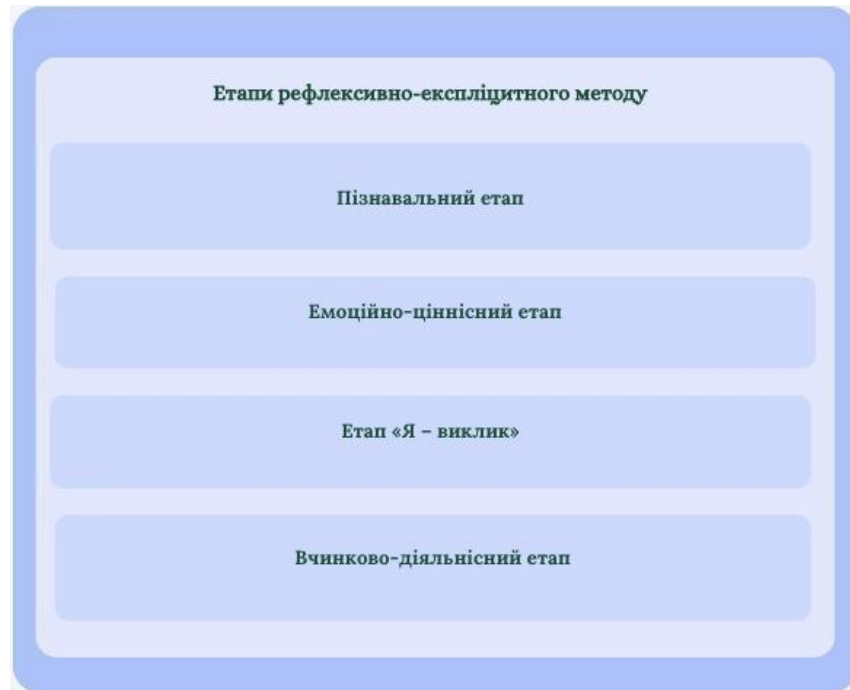 Етапи рефлексивно-експліцитного методу
Пізнавальний етап
Емоційно-ціннісний етап
Етап «Я – виклик»
Вчинково-діяльнісний етап